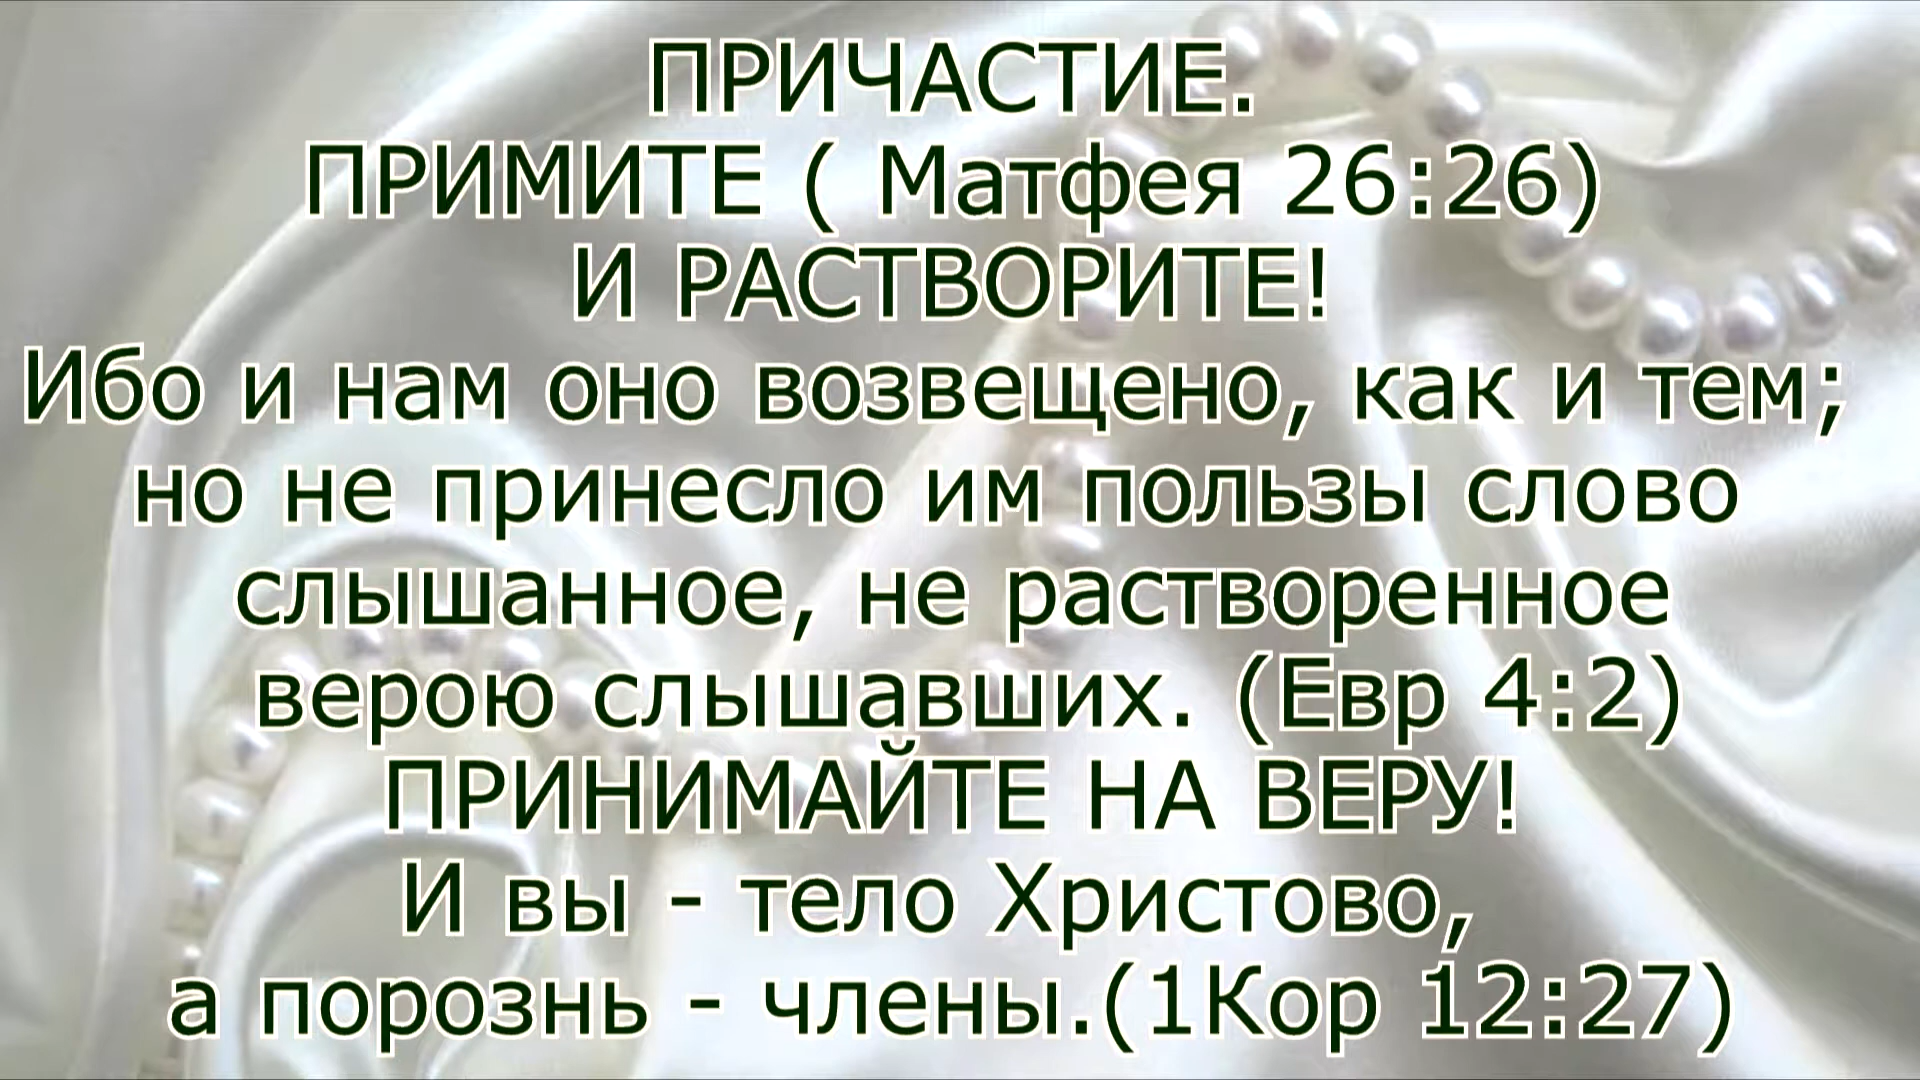 ПРИЧАСТИЕ.
ПРИМИТЕ ( Матфея 26:26)
И РАСТВОРИТЕ!
Ибо и нам оно возвещено, как и тем;
но не принесло им пользы слово
слышанное, не растворенное
верою слышавших. (Евр 4:2)
ПРИНИМАЙТЕ НА ВЕРУ!
И вы - тело Христово,
а порознь - члены.(1Кор 12:27)